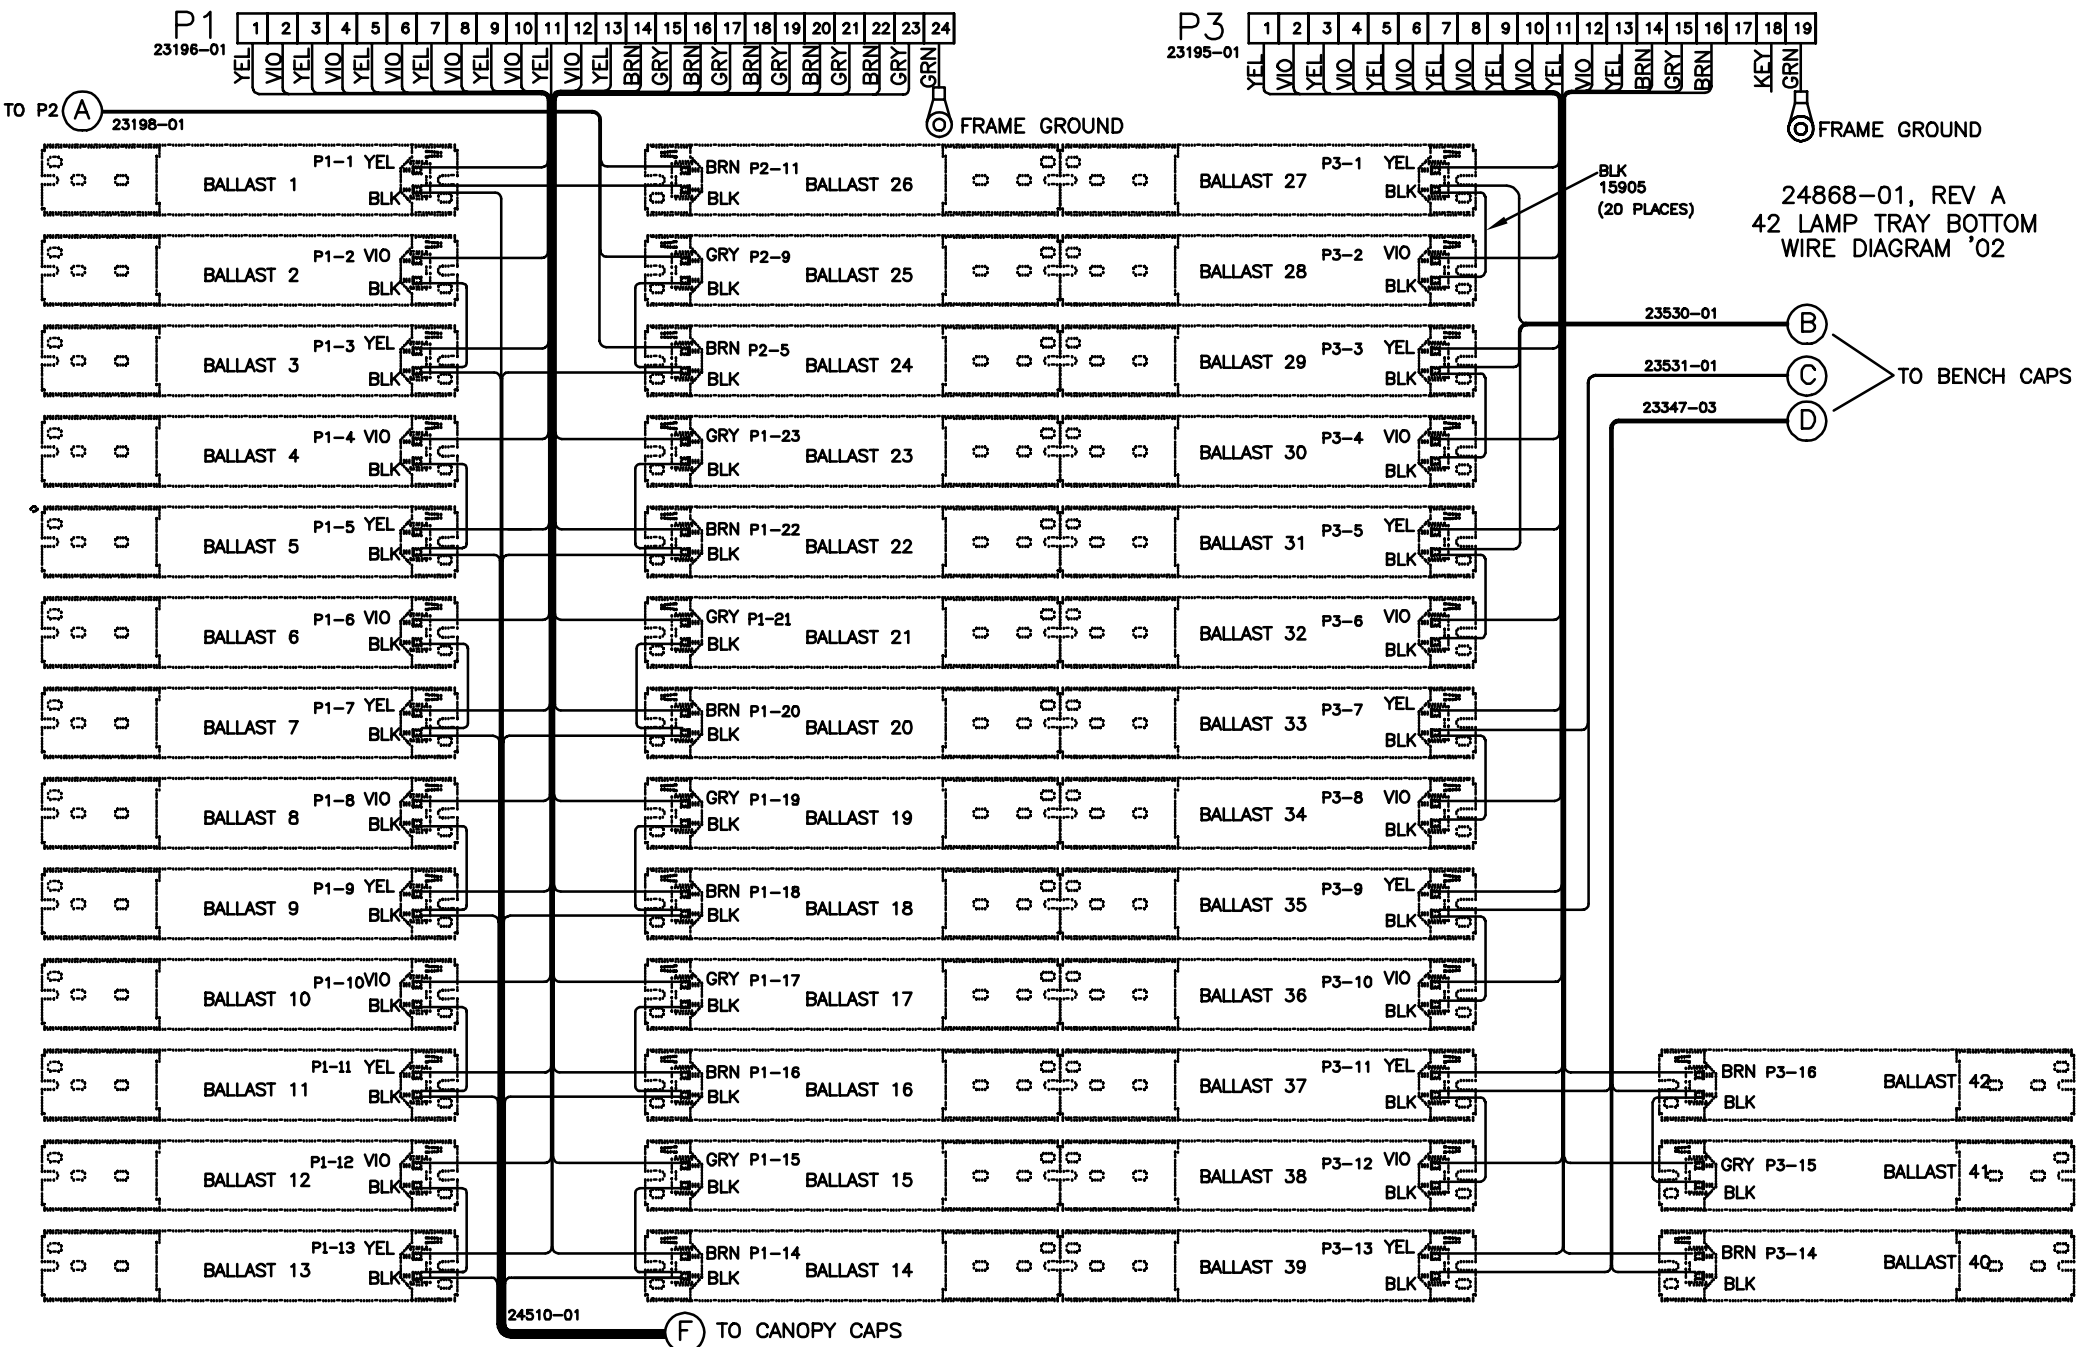 P1
23196-01
1 2 3 4 5 6 7 8 9 10 11 12 13 14 15 16 17 18 19 20 21 22 23 24
YEL VIO YEL VIO YEL VIO YEL VIO YEL VIO YEL VIO YEL BRN GRY BRN GRY BRN GRY BRN GRY BRN GRY GRN
P3
23195-01
1 2 3 4 5 6 7 8 9 10 11 12 13 14 15 16 17 18 19
YEL VIO YEL VIO YEL VIO YEL VIO YEL VIO YEL VIO YEL BRN GRY BRN KEY GRN
TO P2 A
23198-01
FRAME GROUND
FRAME GROUND
BLK
15905
(20 PLACES)
24868-01, REV A
42 LAMP TRAY BOTTOM
WIRE DIAGRAM '02
BALLAST 1 P1-1 YEL
BLK
BRN P2-11 BALLAST 26
BLK
BALLAST 27 P3-1 YEL
BLK
BALLAST 2 P1-2 VIO
BLK
GRY P2-9 BALLAST 25
BLK
BALLAST 28 P3-2 VIO
BLK
23530-01 B
BALLAST 3 P1-3 YEL
BLK
BRN P2-5 BALLAST 24
BLK
BALLAST 29 P3-3 YEL
BLK
23531-01 C
TO BENCH CAPS
23347-03 D
BALLAST 4 P1-4 VIO
BLK
GRY P1-23 BALLAST 23
BLK
BALLAST 30 P3-4 VIO
BLK
BALLAST 5 P1-5 YEL
BLK
BRN P1-22 BALLAST 22
BLK
BALLAST 31 P3-5 YEL
BLK
BALLAST 6 P1-6 VIO
BLK
GRY P1-21 BALLAST 21
BLK
BALLAST 32 P3-6 VIO
BLK
BALLAST 7 P1-7 YEL
BLK
BRN P1-20 BALLAST 20
BLK
BALLAST 33 P3-7 YEL
BLK
BALLAST 8 P1-8 VIO
BLK
GRY P1-19 BALLAST 19
BLK
BALLAST 34 P3-8 VIO
BLK
BALLAST 9 P1-9 YEL
BLK
BRN P1-18 BALLAST 18
BLK
BALLAST 35 P3-9 YEL
BLK
BALLAST 10 P1-10 VIO
BLK
GRY P1-17 BALLAST 17
BLK
BALLAST 36 P3-10 VIO
BLK
BALLAST 11 P1-11 YEL
BLK
BRN P1-16 BALLAST 16
BLK
BALLAST 37 P3-11 YEL
BLK
BRN P3-16 BALLAST 42
BLK
BALLAST 12 P1-12 VIO
BLK
GRY P1-15 BALLAST 15
BLK
BALLAST 38 P3-12 VIO
BLK
GRY P3-15 BALLAST 41
BLK
BALLAST 13 P1-13 YEL
BLK
BRN P1-14 BALLAST 14
BLK
BALLAST 39 P3-13 YEL
BLK
BRN P3-14 BALLAST 40
BLK
24510-01
F TO CANOPY CAPS